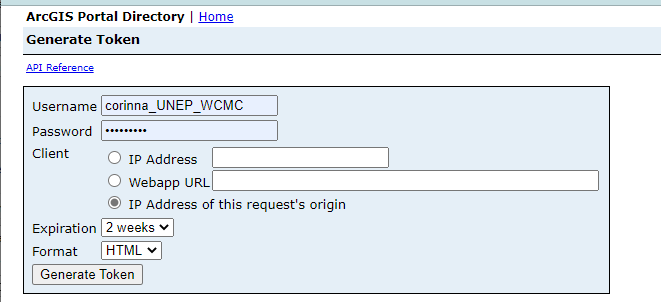 ArcGIS Portal Directory | Home
Generate Token
API Reference
Username corinna_UNEP_WCMC
Password •••••••••
Client
IP Address
Webapp URL
IP Address of this request's origin
Expiration 2 weeks
Format HTML
Generate Token